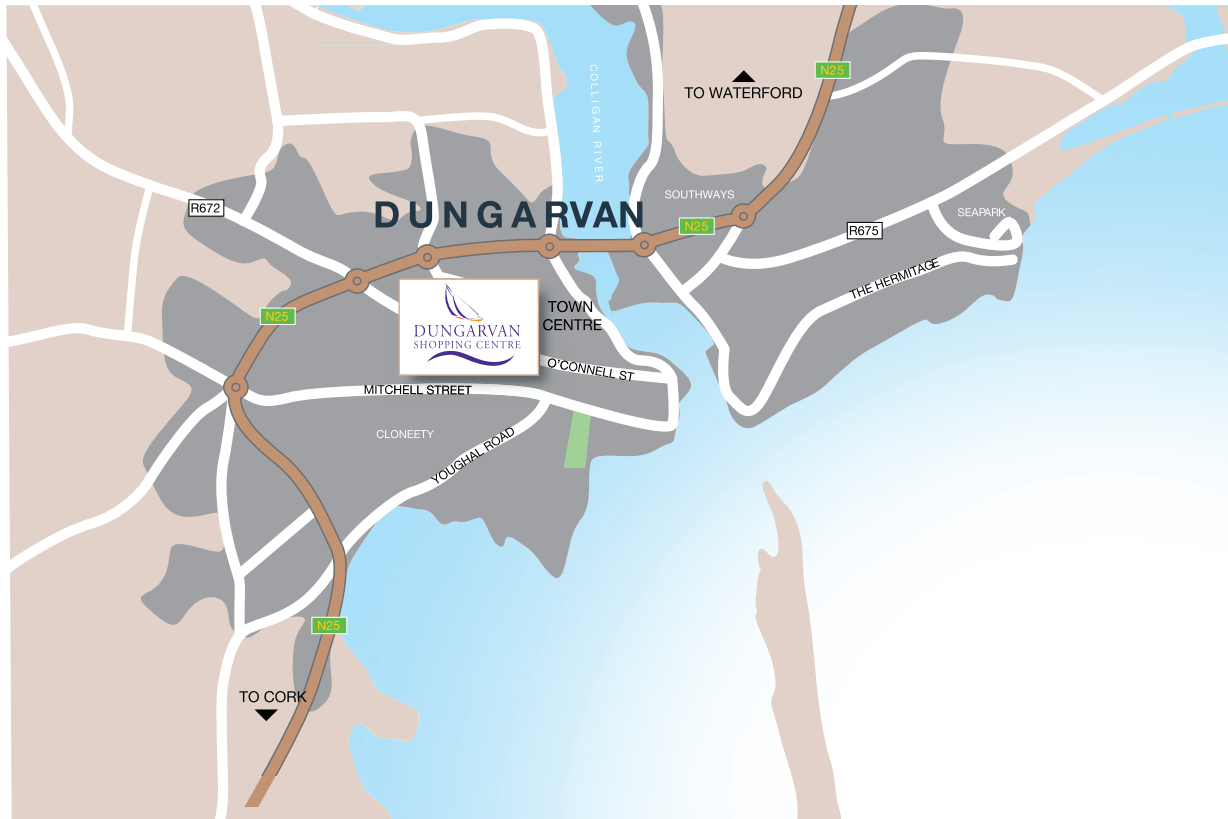 N25
TO WATERFORD
COLLIGAN RIVER
SOUTHWAYS
R672
DUNGARVAN
SEAPARK
N25
R675
THE HERMITAGE
N25
DUNGARVAN
SHOPPING CENTRE
TOWN
CENTRE
O'CONNELL ST
MITCHELL STREET
CLONEETY
YOUGHAL ROAD
N25
TO CORK